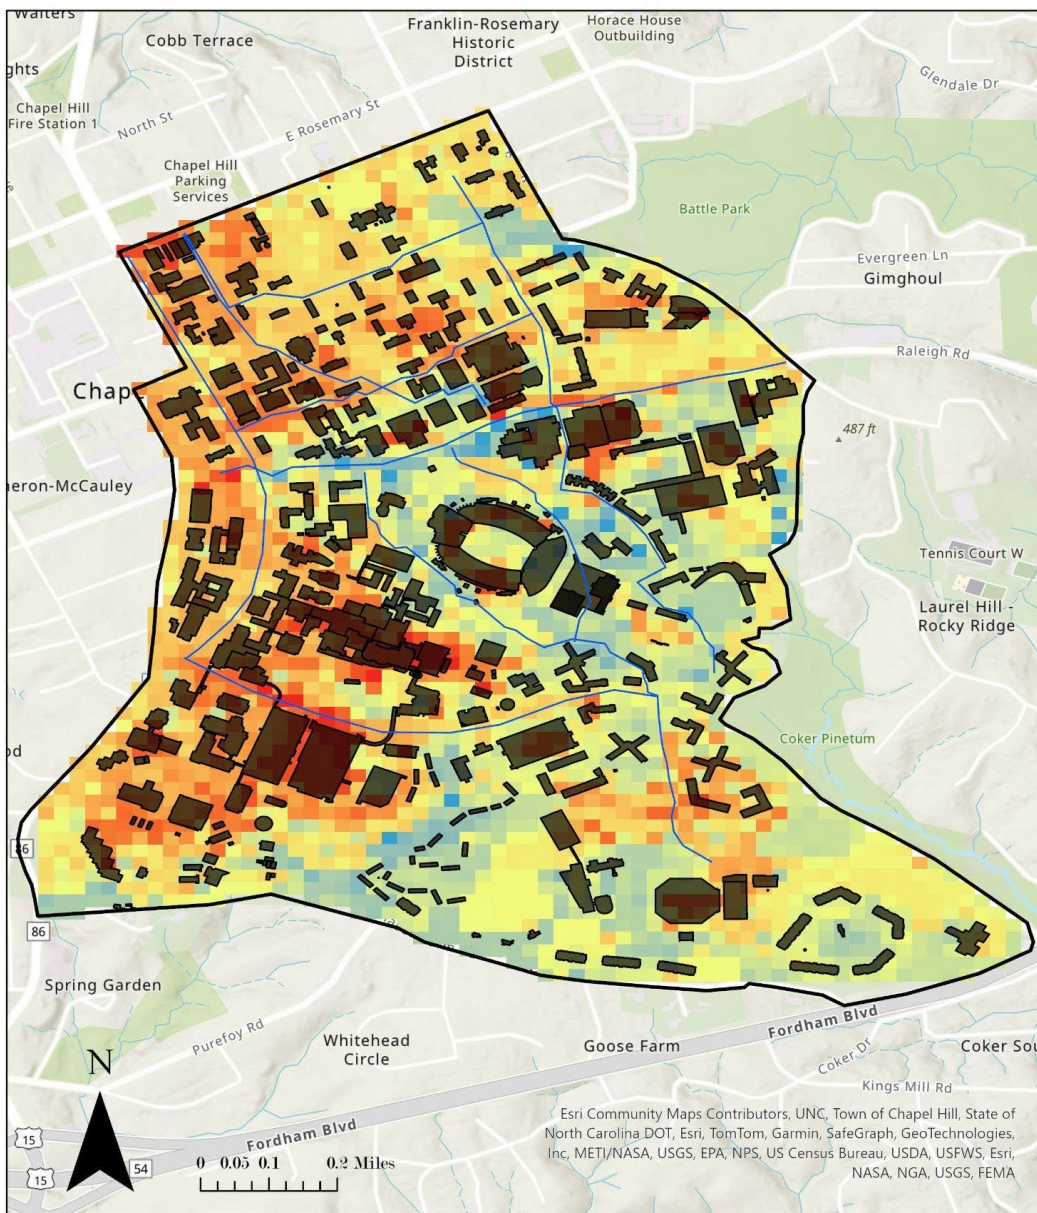 Walters
Cobb Terrace
Franklin-Rosemary
Historic
District
Horace House
Outbuilding
ghts
Glendale Dr
Chapel Hill
Fire Station 1
North St
E Rosemary St
Chapel Hill
Parking
Services
Battle Park
Evergreen Ln
Gimghoul
Raleigh Rd
Chap
487 ft
neron-McCauley
Tennis Court W
Laurel Hill -
Rocky Ridge
Coker Pinetum
od
86
86
Spring Garden
Purefoy Rd
Whitehead
Circle
Goose Farm
Fordham Blvd
Coker Dr
Coker Sou
Kings Mill Rd
N
Fordham Blvd
15
15
54
0 0.05 0.1 0.2 Miles
Esri Community Maps Contributors, UNC, Town of Chapel Hill, State of
North Carolina DOT, Esri, TomTom, Garmin, SafeGraph, GeoTechnologies,
Inc, METI/NASA, USGS, EPA, NPS, US Census Bureau, USDA, USFWS, Esri,
NASA, NGA, USGS, FEMA